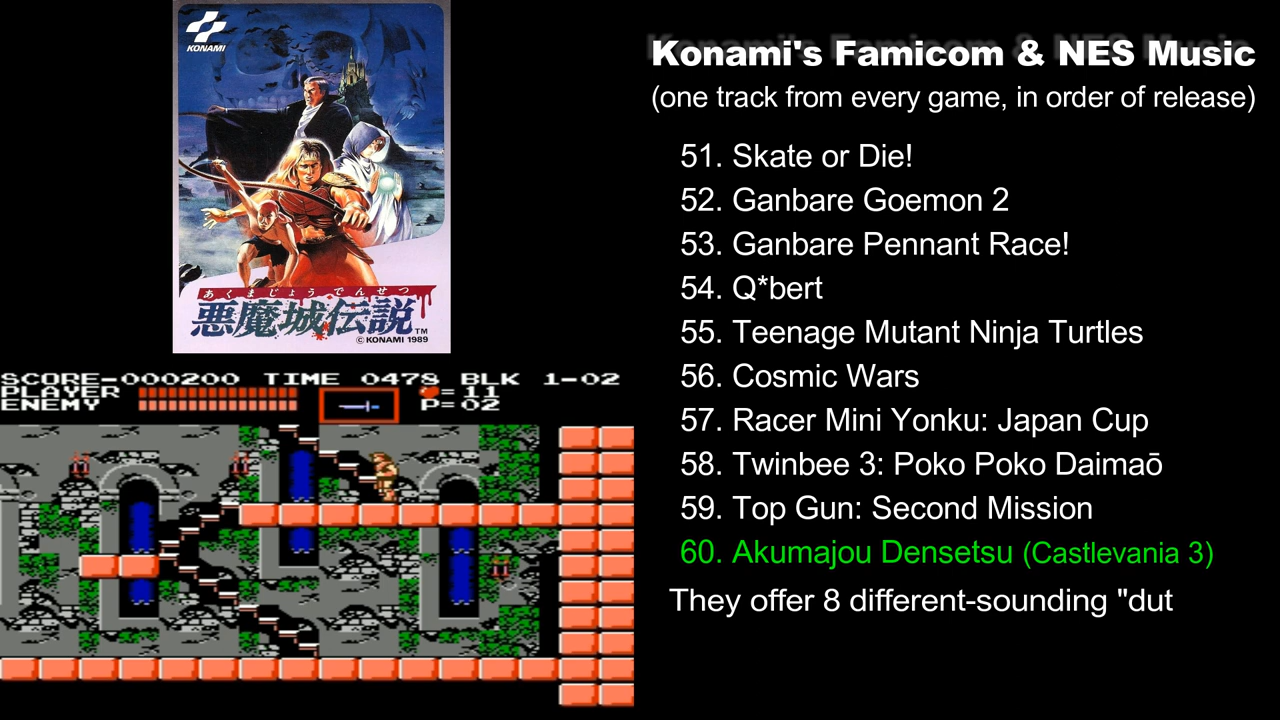 KONAMI
あくまじょうでんせつ
悪魔城伝説
TM
© KONAMI 1989
SCORE-000200 TIME 0478 BLK 1-02
PLAYER = 11
ENEMY P=02
Konami's Famicom & NES Music
(one track from every game, in order of release)
51. Skate or Die!
52. Ganbare Goemon 2
53. Ganbare Pennant Race!
54. Q*bert
55. Teenage Mutant Ninja Turtles
56. Cosmic Wars
57. Racer Mini Yonku: Japan Cup
58. Twinbee 3: Poko Poko Daimaō
59. Top Gun: Second Mission
60. Akumajou Densetsu (Castlevania 3)
They offer 8 different-sounding "dut